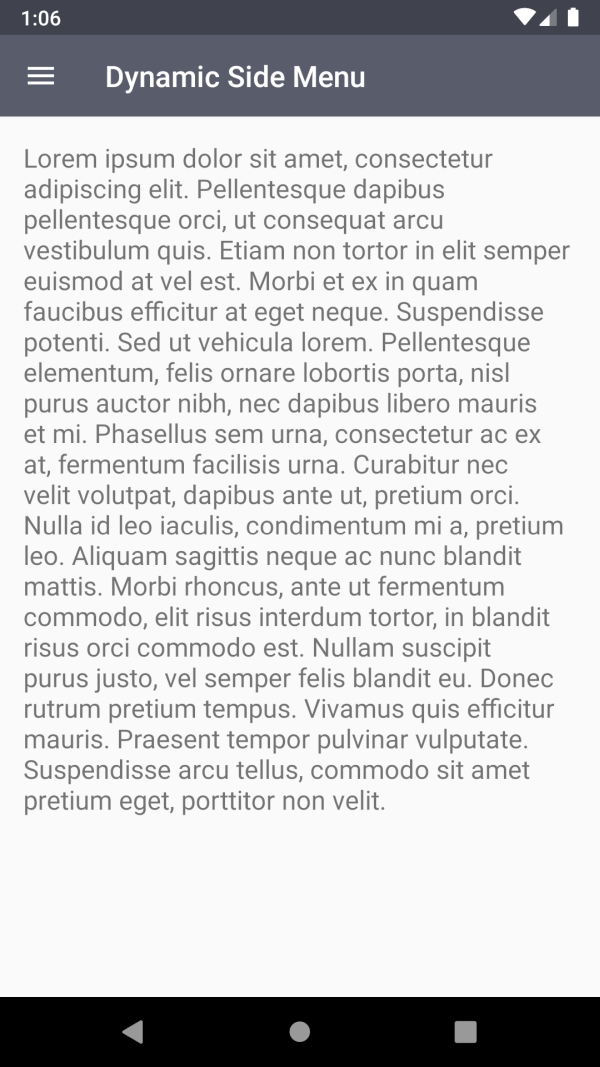 1:06
Dynamic Side Menu
Lorem ipsum dolor sit amet, consectetur
adipiscing elit. Pellentesque dapibus
pellentesque orci, ut consequat arcu
vestibulum quis. Etiam non tortor in elit semper
euismod at vel est. Morbi et ex in quam
faucibus efficitur at eget neque. Suspendisse
potenti. Sed ut vehicula lorem. Pellentesque
elementum, felis ornare lobortis porta, nisl
purus auctor nibh, nec dapibus libero mauris
et mi. Phasellus sem urna, consectetur ac ex
at, fermentum facilisis urna. Curabitur nec
velit volutpat, dapibus ante ut, pretium orci.
Nulla id leo iaculis, condimentum mi a, pretium
leo. Aliquam sagittis neque ac nunc blandit
mattis. Morbi rhoncus, ante ut fermentum
commodo, elit risus interdum tortor, in blandit
risus orci commodo est. Nullam suscipit
purus justo, vel semper felis blandit eu. Donec
rutrum pretium tempus. Vivamus quis efficitur
mauris. Praesent tempor pulvinar vulputate.
Suspendisse arcu tellus, commodo sit amet
pretium eget, porttitor non velit.